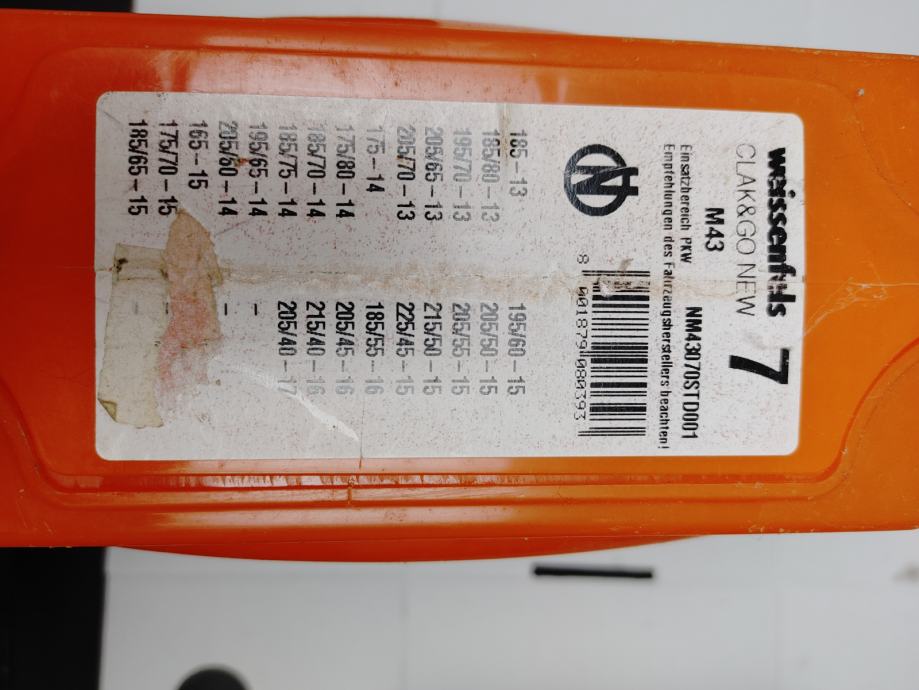 weissenfels 7
CLAK&GO NEW
M43 NM43070STD001
Einsatzbereich PKW
Empfehlungen des Fahrzeugherstellers beachten!
8 001879 080393
185–13 195/60–15
185/80–13 205/50–15
195/70–13 205/55–15
205/65–13 215/50–15
205/70–13 225/45–15
175–14 185/55–16
175/80–14 205/45–16
185/70–14 215/40–16
185/75–14 205/40–17
195/65–14 –
205/60–14 –
165–15
175/70–15 –
185/65–15 –